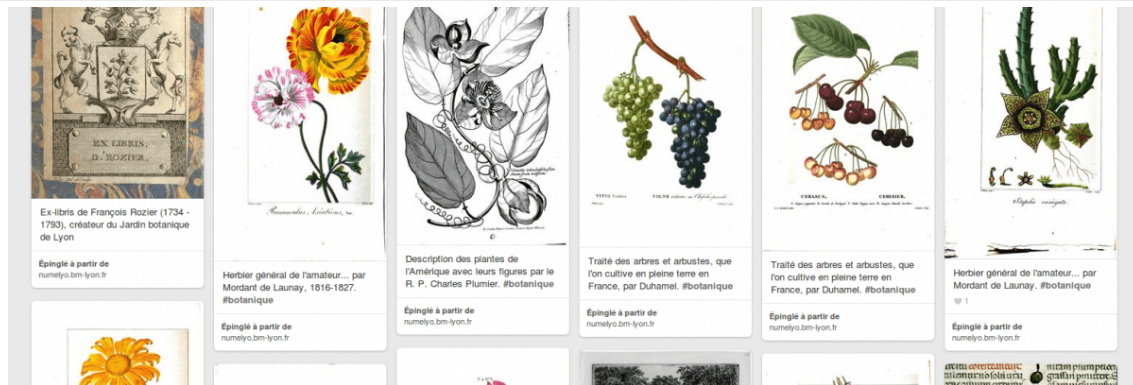 EX LIBRIS,
D. ROZIER.
Ex-libris de François Rozier (1734 -
1793), créateur du Jardin botanique
de Lyon
Épinglé à partir de
numelyo.bm-lyon.fr
Herbier général de l'amateur... par
Mordant de Launay, 1816-1827.
#botanique
Épinglé à partir de
numelyo.bm-lyon.fr
Description des plantes de
l'Amérique avec leurs figures par le
R. P. Charles Plumier. #botanique
Épinglé à partir de
numelyo.bm-lyon.fr
Traité des arbres et arbustes, que
l'on cultive en pleine terre en
France, par Duhamel. #botanique
Épinglé à partir de
numelyo.bm-lyon.fr
CERASUS. CERISIER.
Traité des arbres et arbustes, que
l'on cultive en pleine terre en
France, par Duhamel. #botanique
Épinglé à partir de
numelyo.bm-lyon.fr
Stapelia variegata.
Herbier général de l'amateur... par
Mordant de Launay. #botanique
1
Épinglé à partir de
numelyo.bm-lyon.fr